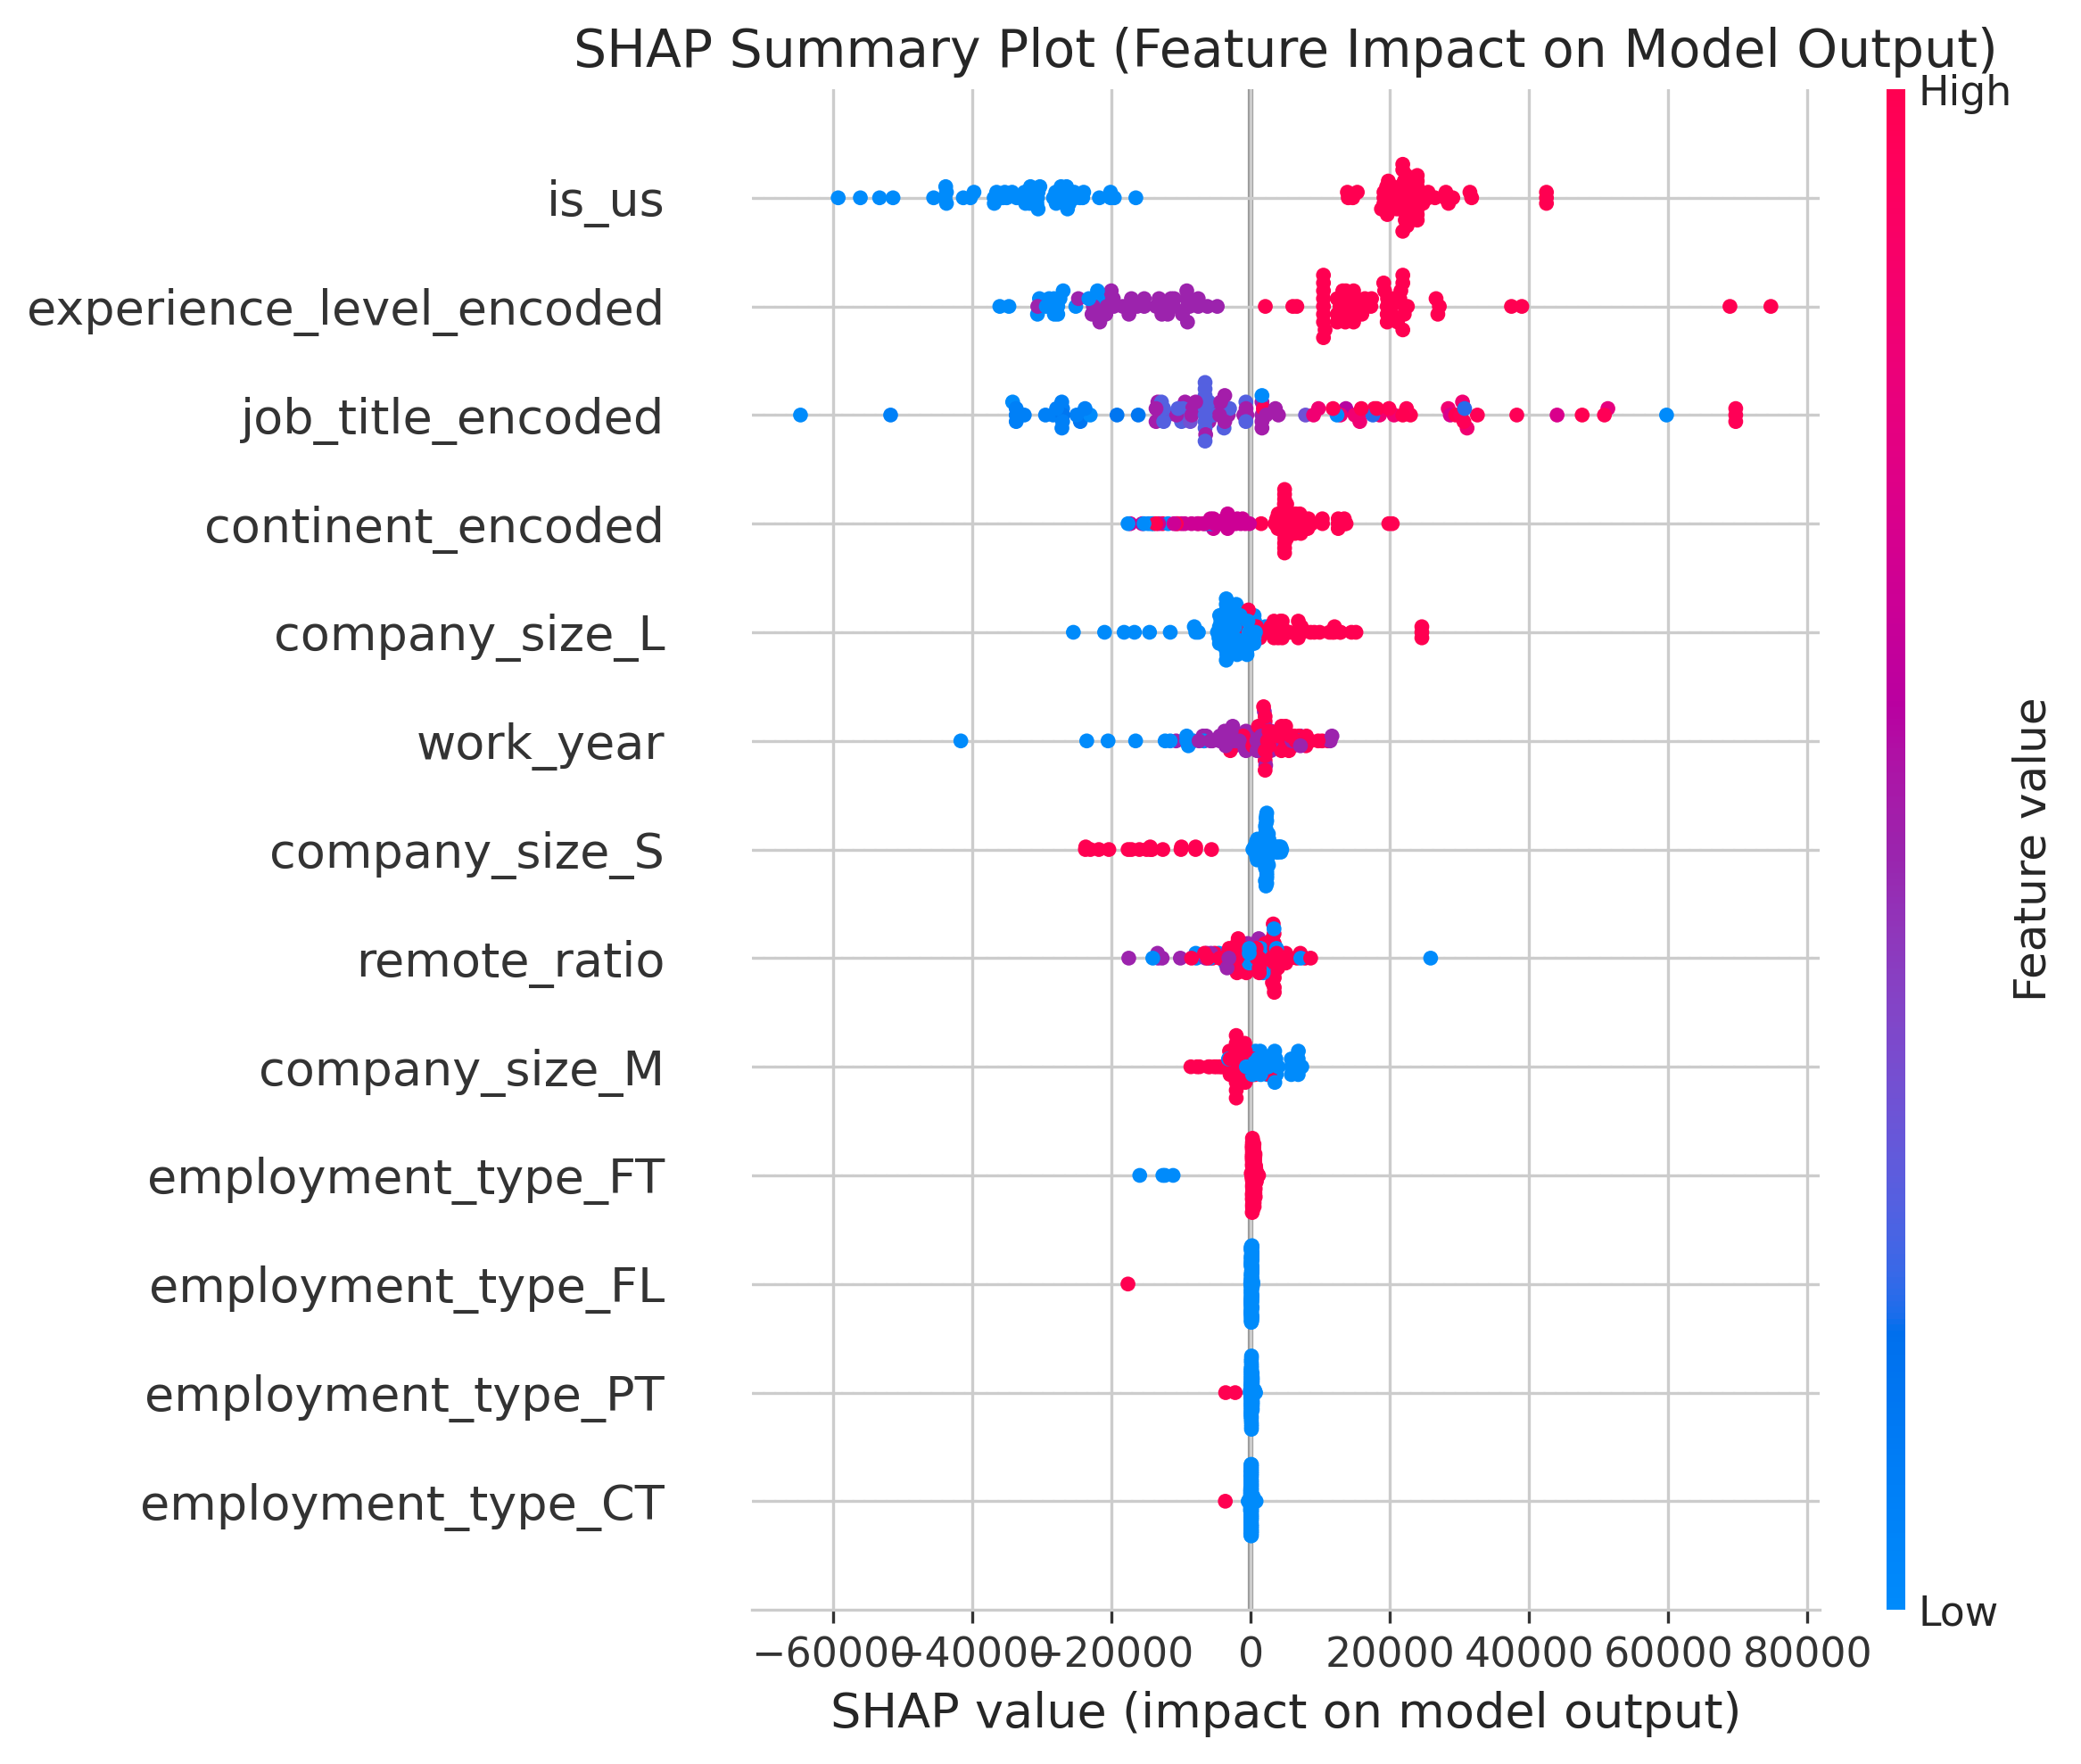 SHAP Summary Plot (Feature Impact on Model Output)
High
is_us
experience_level_encoded
job_title_encoded
continent_encoded
company_size_L
work_year
company_size_S
remote_ratio
company_size_M
employment_type_FT
employment_type_FL
employment_type_PT
employment_type_CT
Feature value
Low
−60000 −40000 −20000 0 20000 40000 60000 80000
SHAP value (impact on model output)